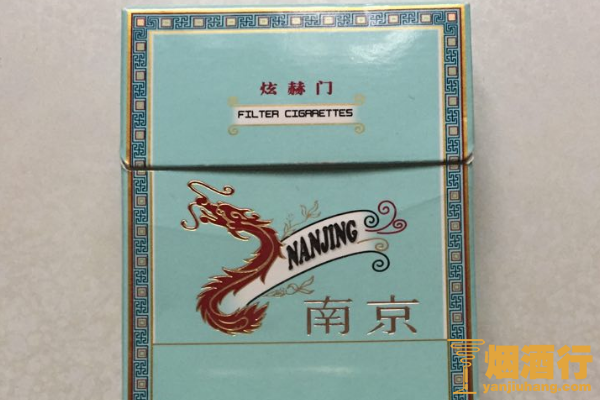 炫赫门
FILTER CIGARETTES
NANJING
南京
烟酒行
yanjiuhang.com